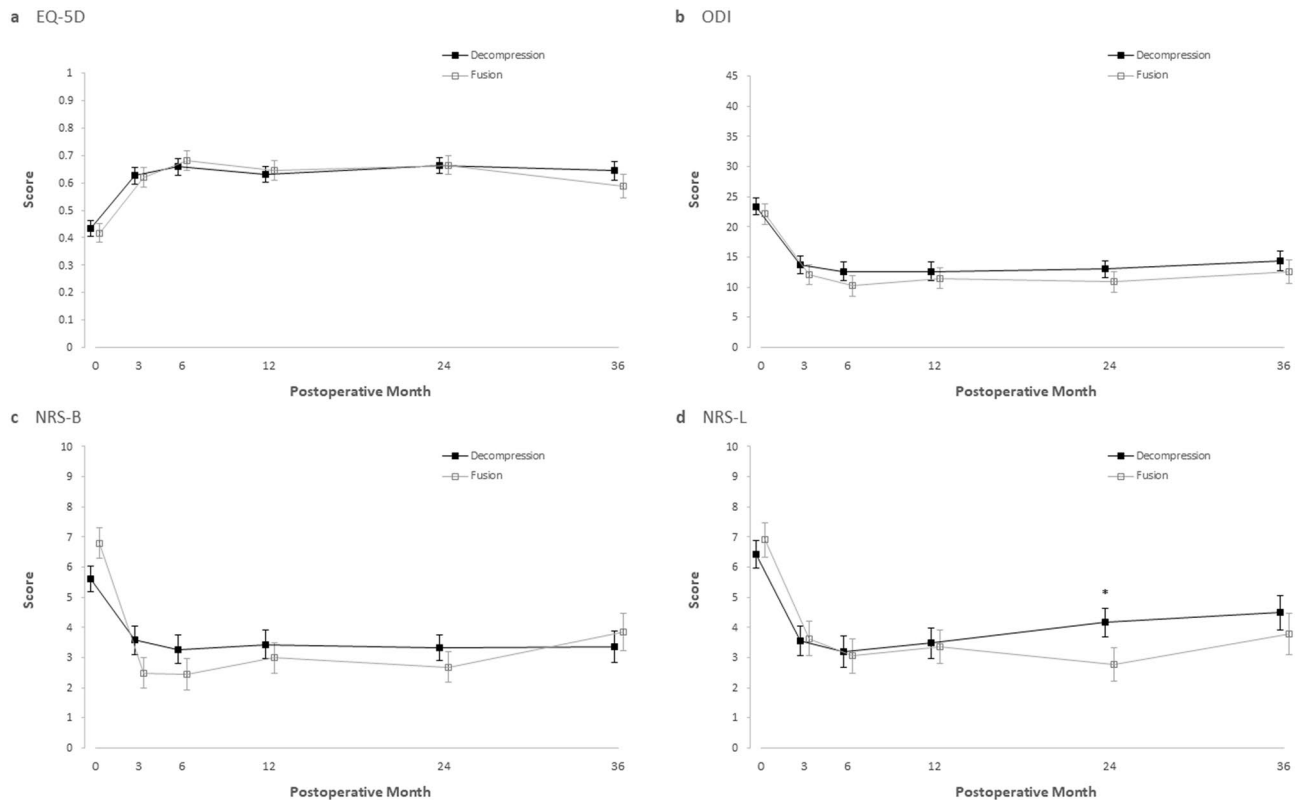 a EQ-5D
Decompression
Fusion
1
0.9
0.8
0.7
0.6
0.5
0.4
0.3
0.2
0.1
0
Score
0 3 6 12 24 36
Postoperative Month
b ODI
Decompression
Fusion
45
40
35
30
25
20
15
10
5
0
Score
0 3 6 12 24 36
Postoperative Month
c NRS-B
Decompression
Fusion
10
9
8
7
6
5
4
3
2
1
0
Score
0 3 6 12 24 36
Postoperative Month
d NRS-L
Decompression
Fusion
10
9
8
7
6
5
4
3
2
1
0
Score
*
0 3 6 12 24 36
Postoperative Month